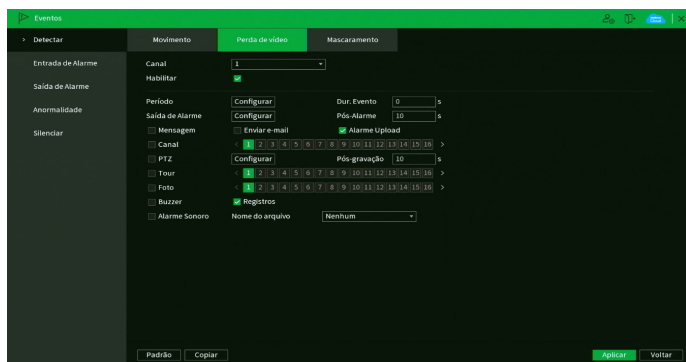 Eventos
Detectar
Movimento Perda de vídeo Mascaramento
Entrada de Alarme
Saída de Alarme
Anormalidade
Silenciar
Canal 1
Habilitar
Período Configurar Dur. Evento 0 s
Saída de Alarme Configurar Pós-Alarme 10 s
Mensagem Enviar e-mail Alarme Upload
Canal < 1 2 3 4 5 6 7 8 9 10 11 12 13 14 15 16 >
PTZ Configurar Pós-gravação 10 s
Tour < 1 2 3 4 5 6 7 8 9 10 11 12 13 14 15 16 >
Foto < 1 2 3 4 5 6 7 8 9 10 11 12 13 14 15 16 >
Buzzer Registros
Alarme Sonoro Nome do arquivo Nenhum
Padrão Copiar Aplicar Voltar